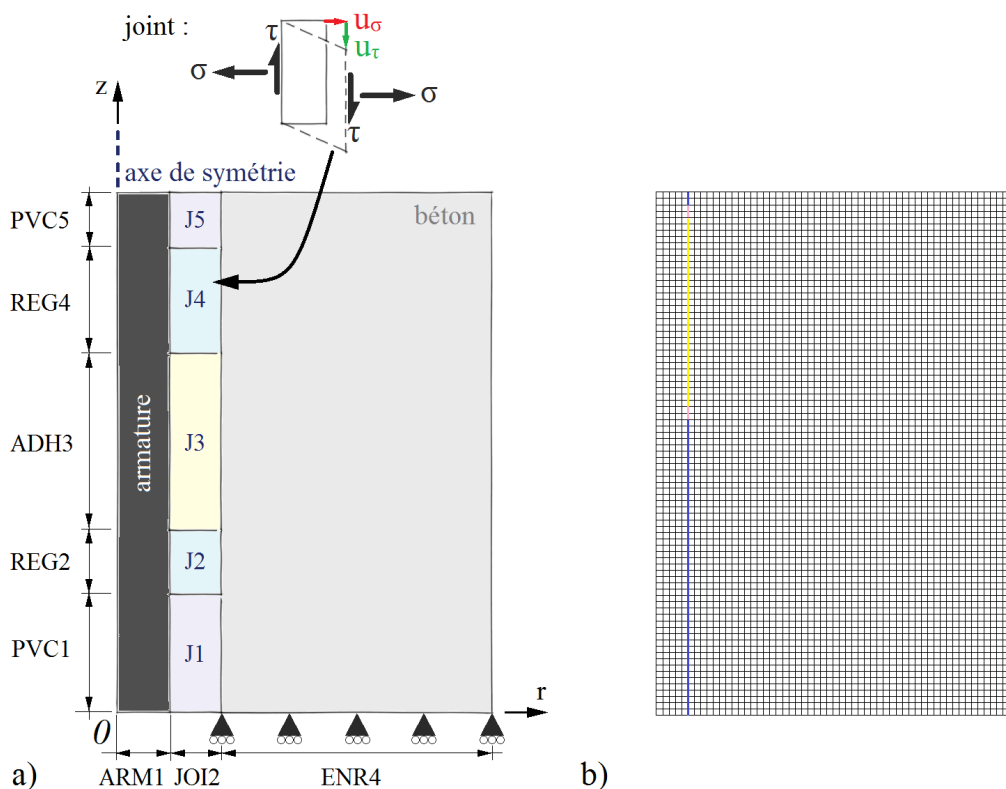 joint :
τ
uσ
uτ
σ
σ
τ
z
axe de symétrie
PVC5
J5
béton
REG4
J4
ADH3
armature
J3
REG2
J2
PVC1
J1
r
0
a)
ARM1
JOI2
ENR4
b)